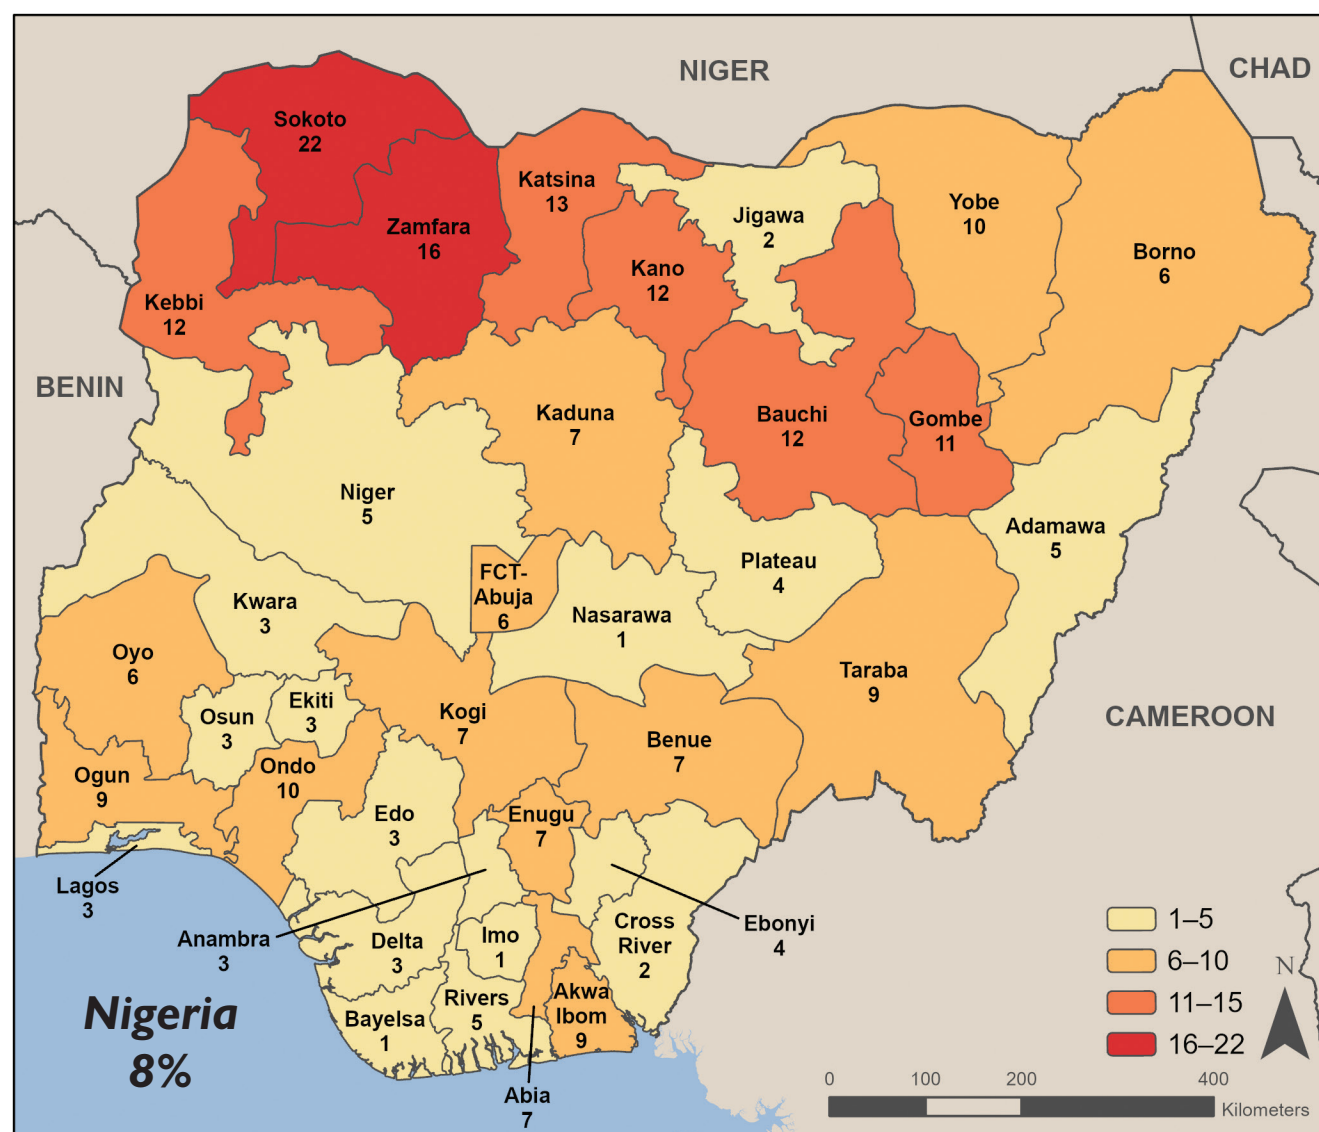 NIGER
CHAD
Sokoto
22
Katsina
13
Zamfara
16
Jigawa
2
Yobe
10
Borno
6
Kano
12
Kebbi
12
BENIN
Kaduna
7
Bauchi
12
Gombe
11
Niger
5
Adamawa
5
Plateau
4
FCT-
Abuja
6
Kwara
3
Nasarawa
1
Oyo
6
Taraba
9
Ekiti
3
Osun
3
Kogi
7
CAMEROON
Benue
7
Ondo
10
Ogun
9
Edo
3
Enugu
7
Lagos
3
Anambra
3
Delta
3
Imo
1
Cross
River
2
Ebonyi
4
Akwa
Ibom
9
Rivers
5
Bayelsa
1
Abia
7
Nigeria
8%
1–5
6–10
11–15
16–22
N
0 100 200 400
Kilometers